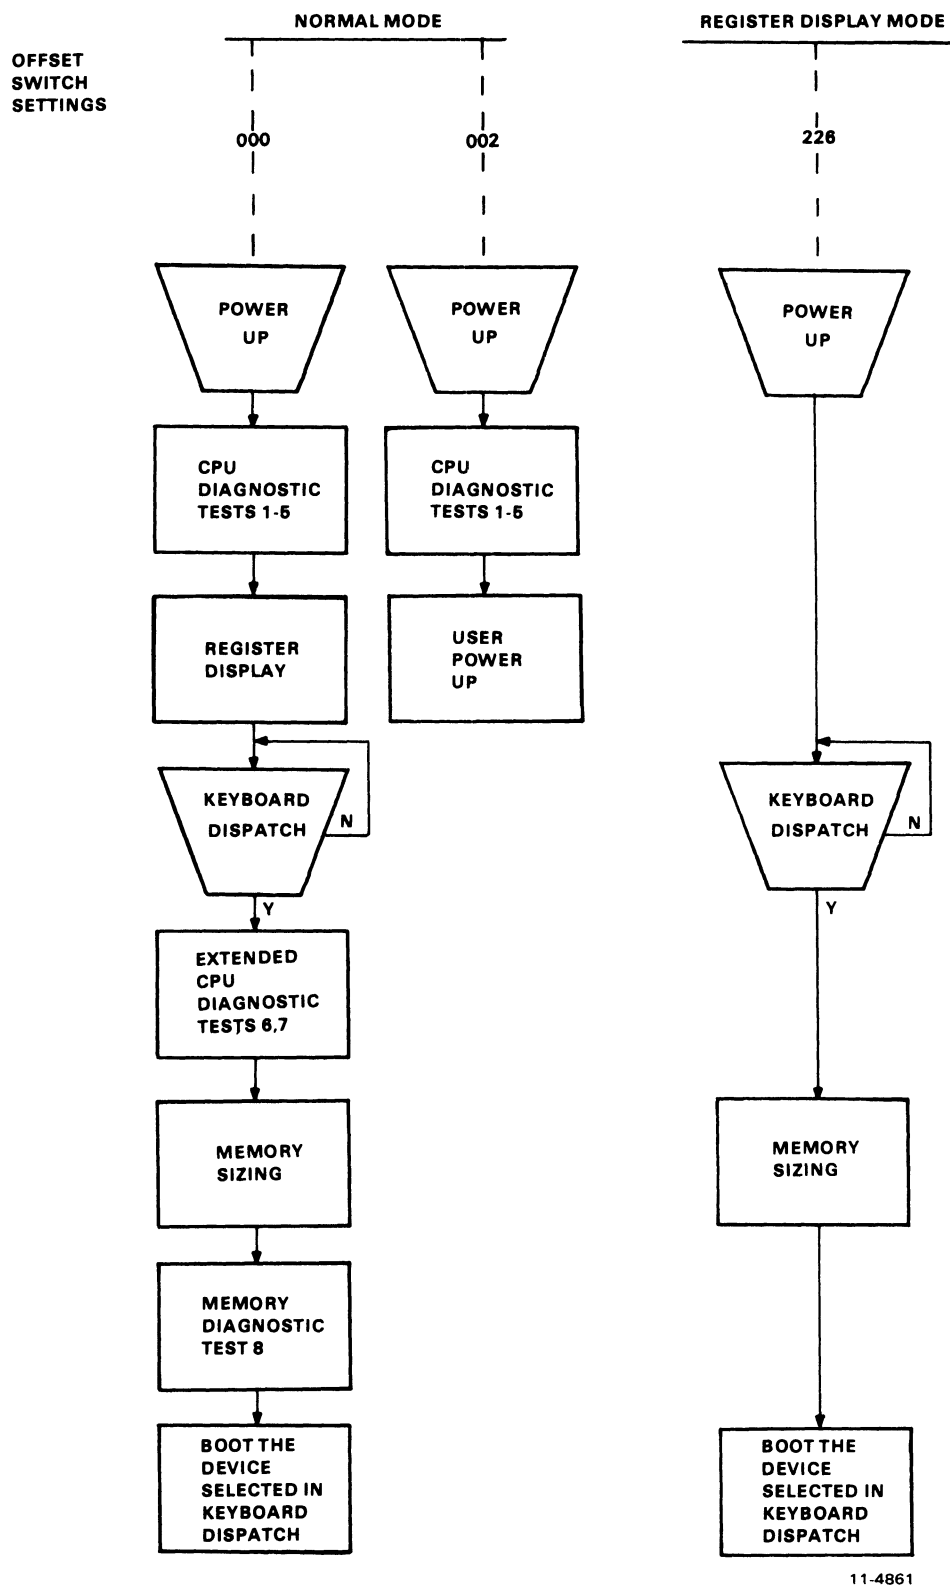 NORMAL MODE
REGISTER DISPLAY MODE
OFFSET
SWITCH
SETTINGS
000
002
226
POWER
UP
POWER
UP
POWER
UP
CPU
DIAGNOSTIC
TESTS 1-5
CPU
DIAGNOSTIC
TESTS 1-5
REGISTER
DISPLAY
USER
POWER
UP
KEYBOARD
DISPATCH
N
Y
KEYBOARD
DISPATCH
N
Y
EXTENDED
CPU
DIAGNOSTIC
TESTS 6,7
MEMORY
SIZING
MEMORY
SIZING
MEMORY
DIAGNOSTIC
TEST 8
BOOT THE
DEVICE
SELECTED IN
KEYBOARD
DISPATCH
BOOT THE
DEVICE
SELECTED IN
KEYBOARD
DISPATCH
11-4861